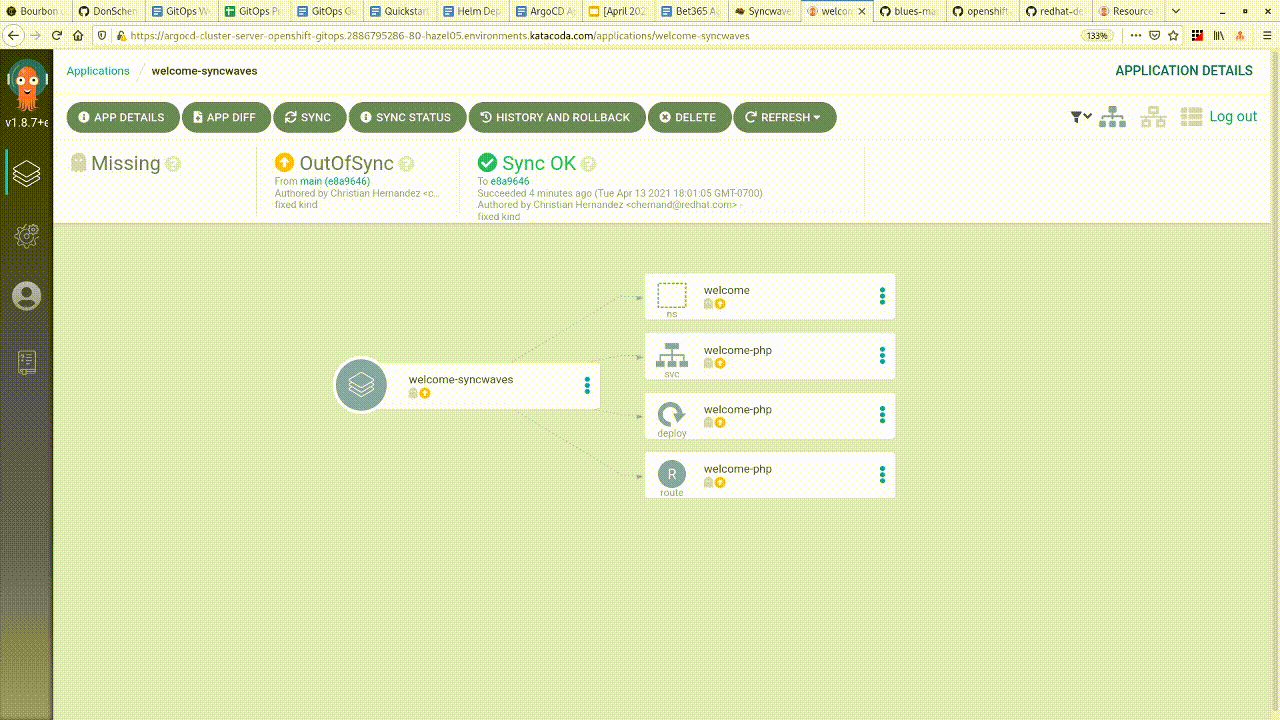 Bourbon
DonSchen
GitOps W
GitOps P
GitOps G
Quickstart
Helm Dep
ArgoCD A
[April 202
Bet365 A
Syncwave
welco
blues-ma
openshift-
redhat-de
Resource
https://argocd-cluster-server-openshift-gitops.2886795286-80-hazel05.environments.katacoda.com/applications/welcome-syncwaves
133%
Applications / welcome-syncwaves
APPLICATION DETAILS
v1.8.7+e
APP DETAILS
APP DIFF
SYNC
SYNC STATUS
HISTORY AND ROLLBACK
DELETE
REFRESH
Log out
Missing
OutOfSync
From main (e8a9646)
Authored by Christian Hernandez <c...
fixed kind
Sync OK
To e8a9646
Succeeded 4 minutes ago (Tue Apr 13 2021 18:01:05 GMT-0700)
Authored by Christian Hernandez <chernand@redhat.com> -
fixed kind
welcome-syncwaves
welcome
ns
welcome-php
svc
welcome-php
deploy
welcome-php
R
route